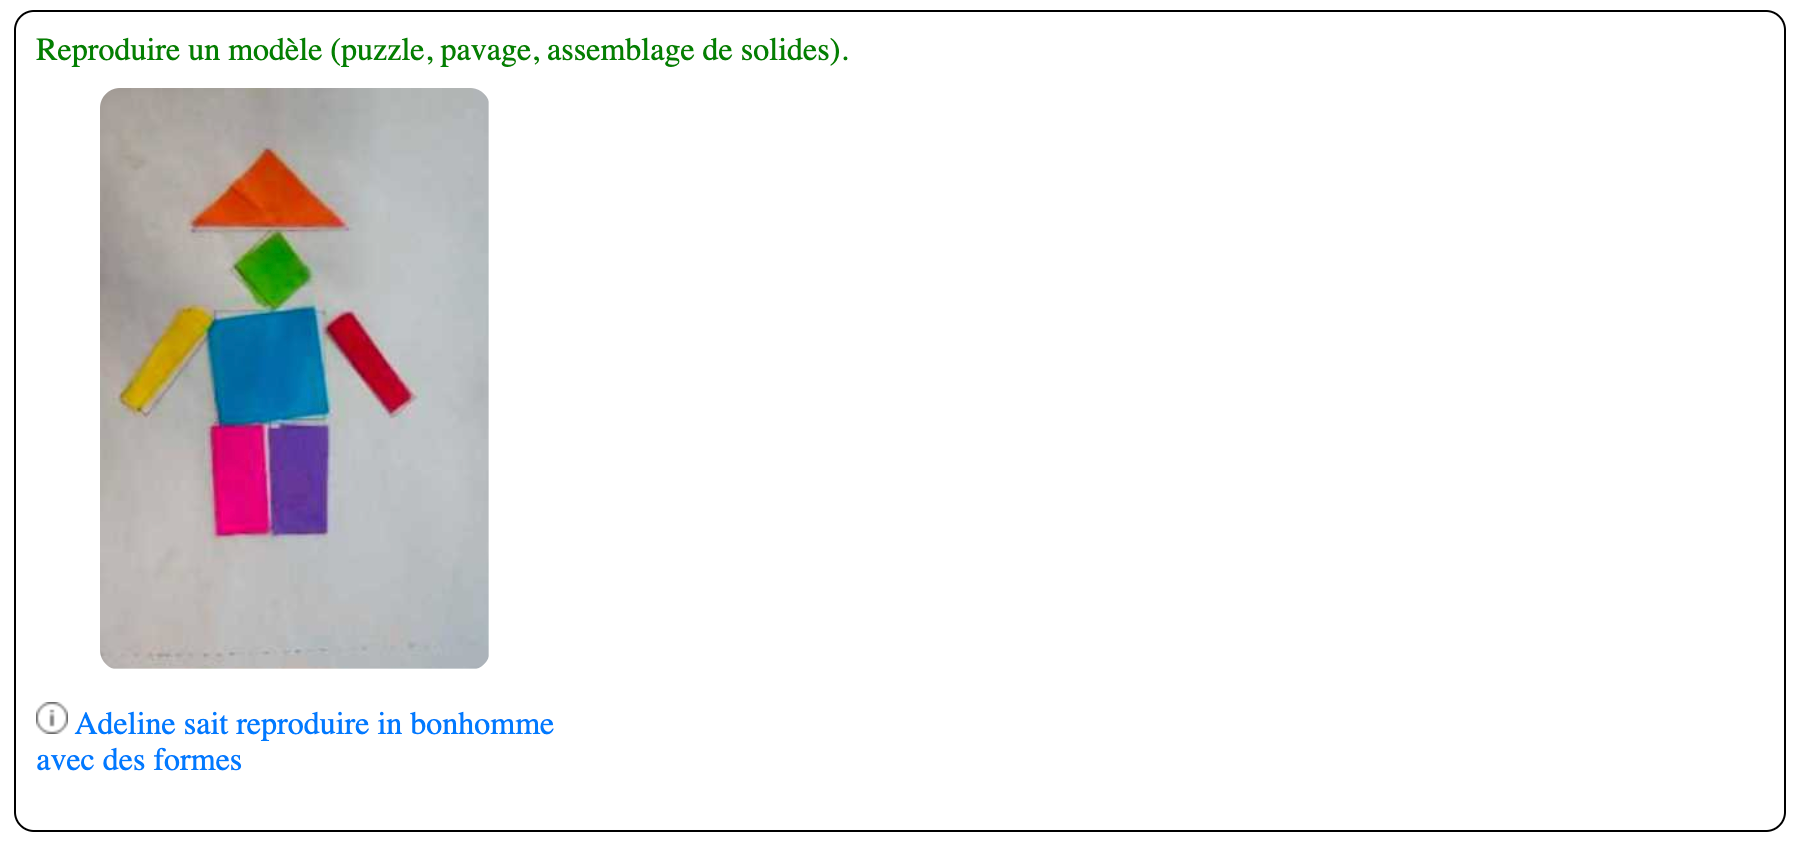 Reproduire un modèle (puzzle, pavage, assemblage de solides).
Adeline sait reproduire in bonhomme
avec des formes